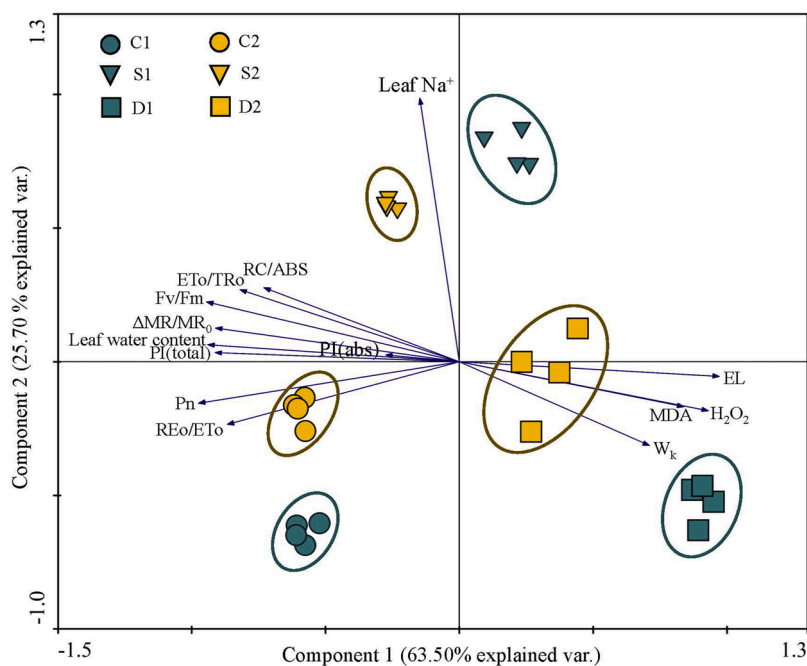 1.3
C1 C2
S1 S2
D1 D2
Leaf Na⁺
RC/ABS
ETo/TRo
Fv/Fm
ΔMR/MR₀
Leaf water content
PI(total)
PI(abs)
Pn
REo/ETo
EL
MDA
H₂O₂
Wₖ
Component 2 (25.70 % explained var.)
-1.0
-1.5
Component 1 (63.50% explained var.)
1.3